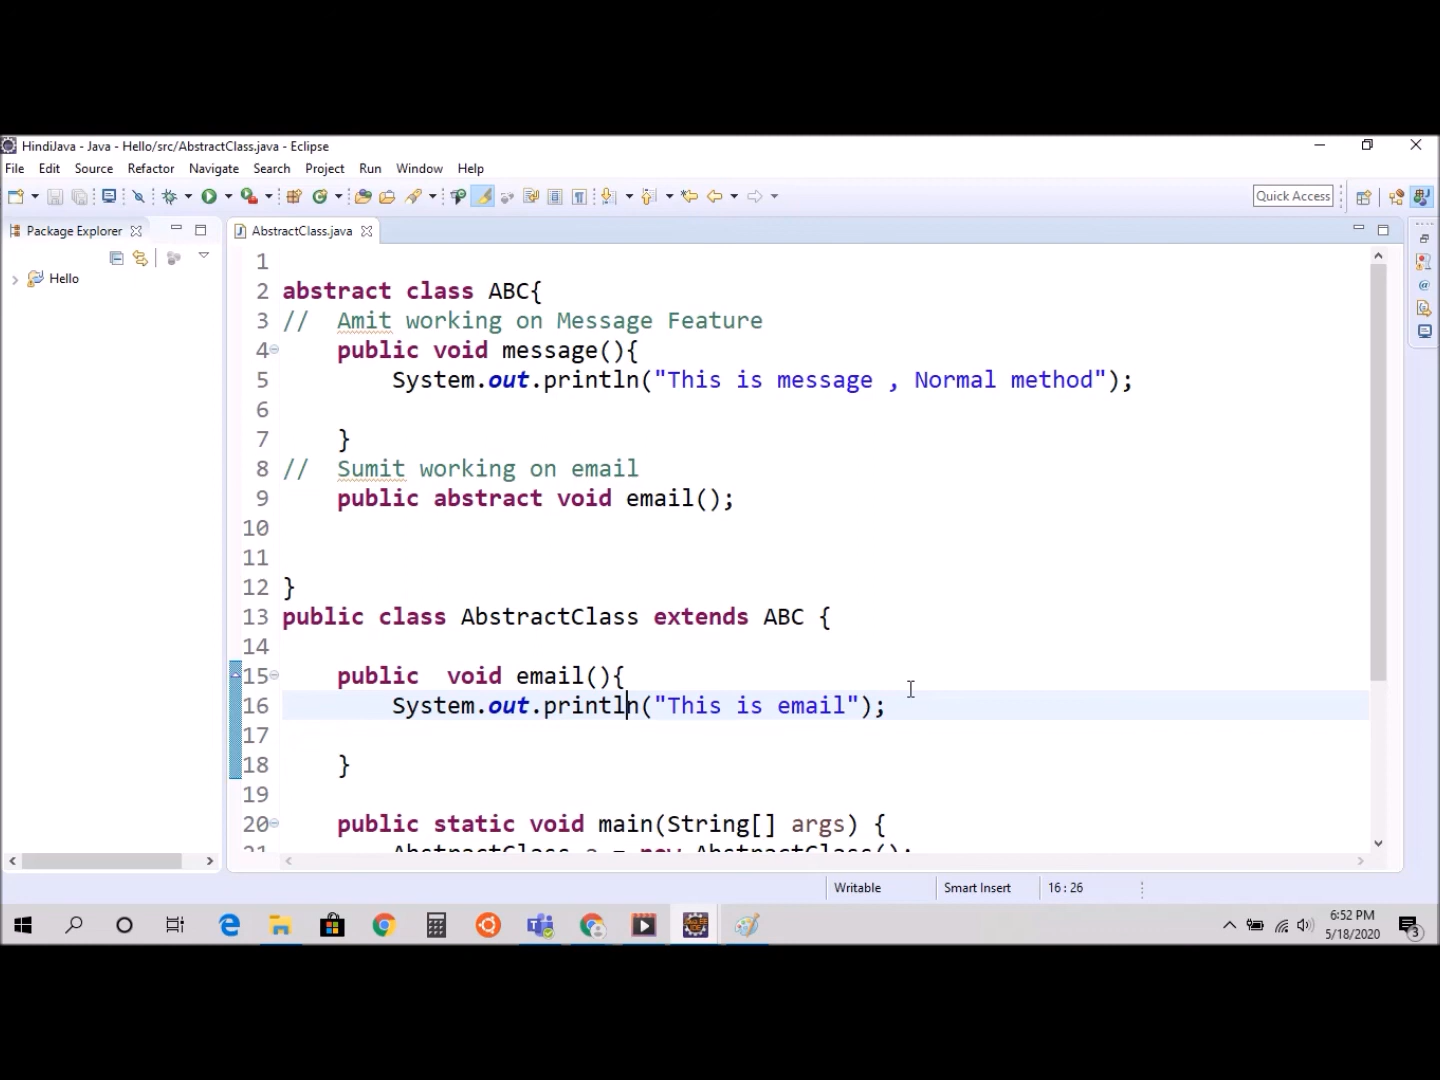 HindiJava - Java - Hello/src/AbstractClass.java - Eclipse
File Edit Source Refactor Navigate Search Project Run Window Help
Quick Access
Package Explorer
AbstractClass.java
Hello
1
2 abstract class ABC{
3 // Amit working on Message Feature
4 public void message(){
5 System.out.println("This is message , Normal method");
6
7 }
8 // Sumit working on email
9 public abstract void email();
10
11
12 }
13 public class AbstractClass extends ABC {
14
15 public  void email(){
16 System.out.println("This is email");
17
18 }
19
20 public static void main(String[] args) {
21 AbstractClass a = new AbstractClass();
Writable Smart Insert 16 : 26
6:52 PM
5/18/2020
3